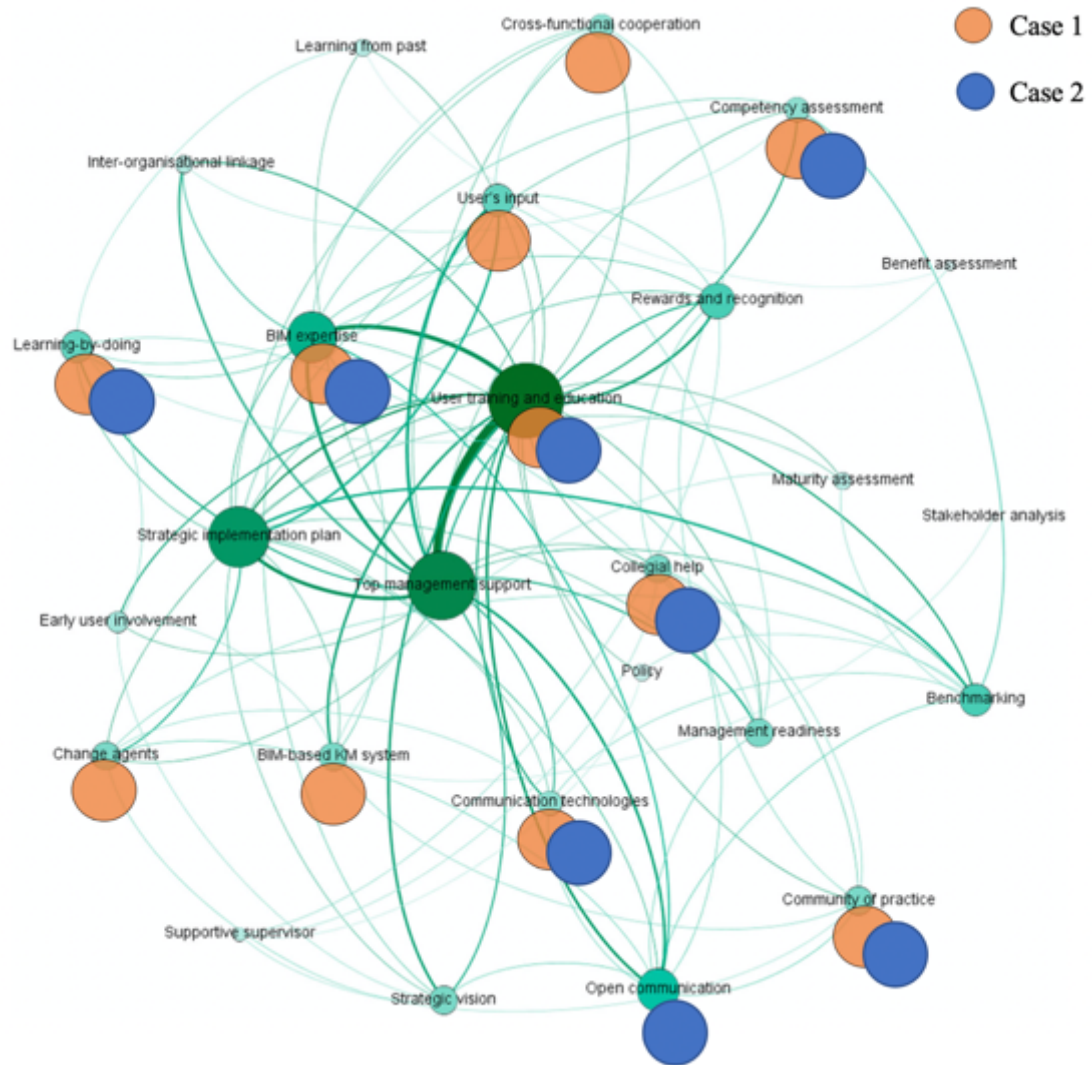 Cross-functional cooperation
Case 1
Learning from past
Case 2
Competency assessment
Inter-organisational linkage
User's input
Benefit assessment
Rewards and recognition
BIM expertise
Learning-by-doing
User training and education
Maturity assessment
Stakeholder analysis
Strategic implementation plan
Collegial help
Top management support
Early user involvement
Policy
Benchmarking
Management readiness
Change agents
BIM-based KM system
Communication technologies
Community of practice
Supportive supervisor
Open communication
Strategic vision